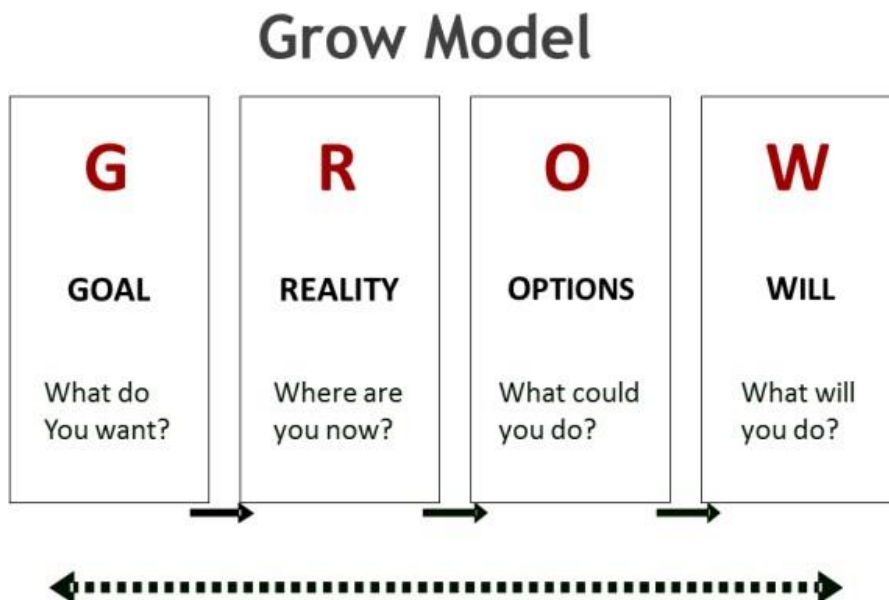 Grow Model
G
GOAL
What do
You want?
R
REALITY
Where are
you now?
O
OPTIONS
What could
you do?
W
WILL
What will
you do?